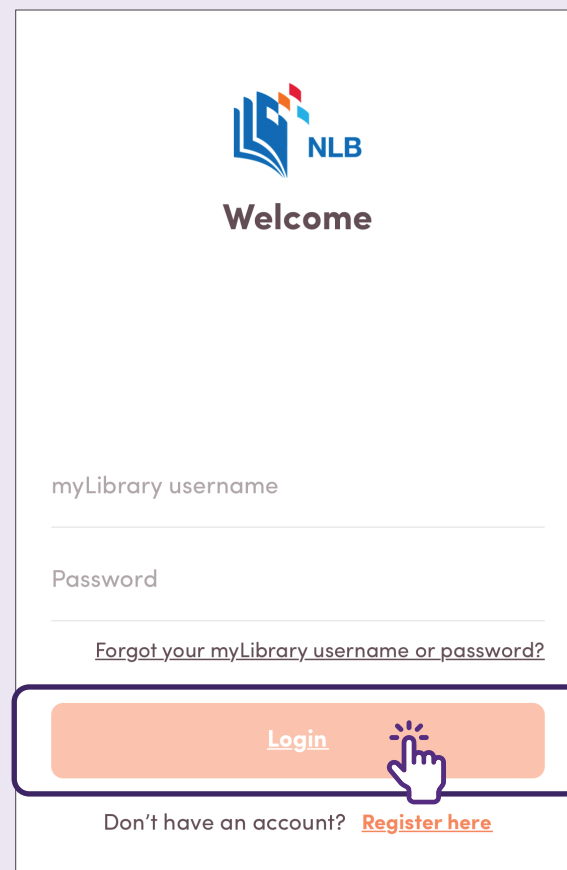 NLB
Welcome
myLibrary username
Password
Forgot your myLibrary username or password?
Login
Don’t have an account? Register here